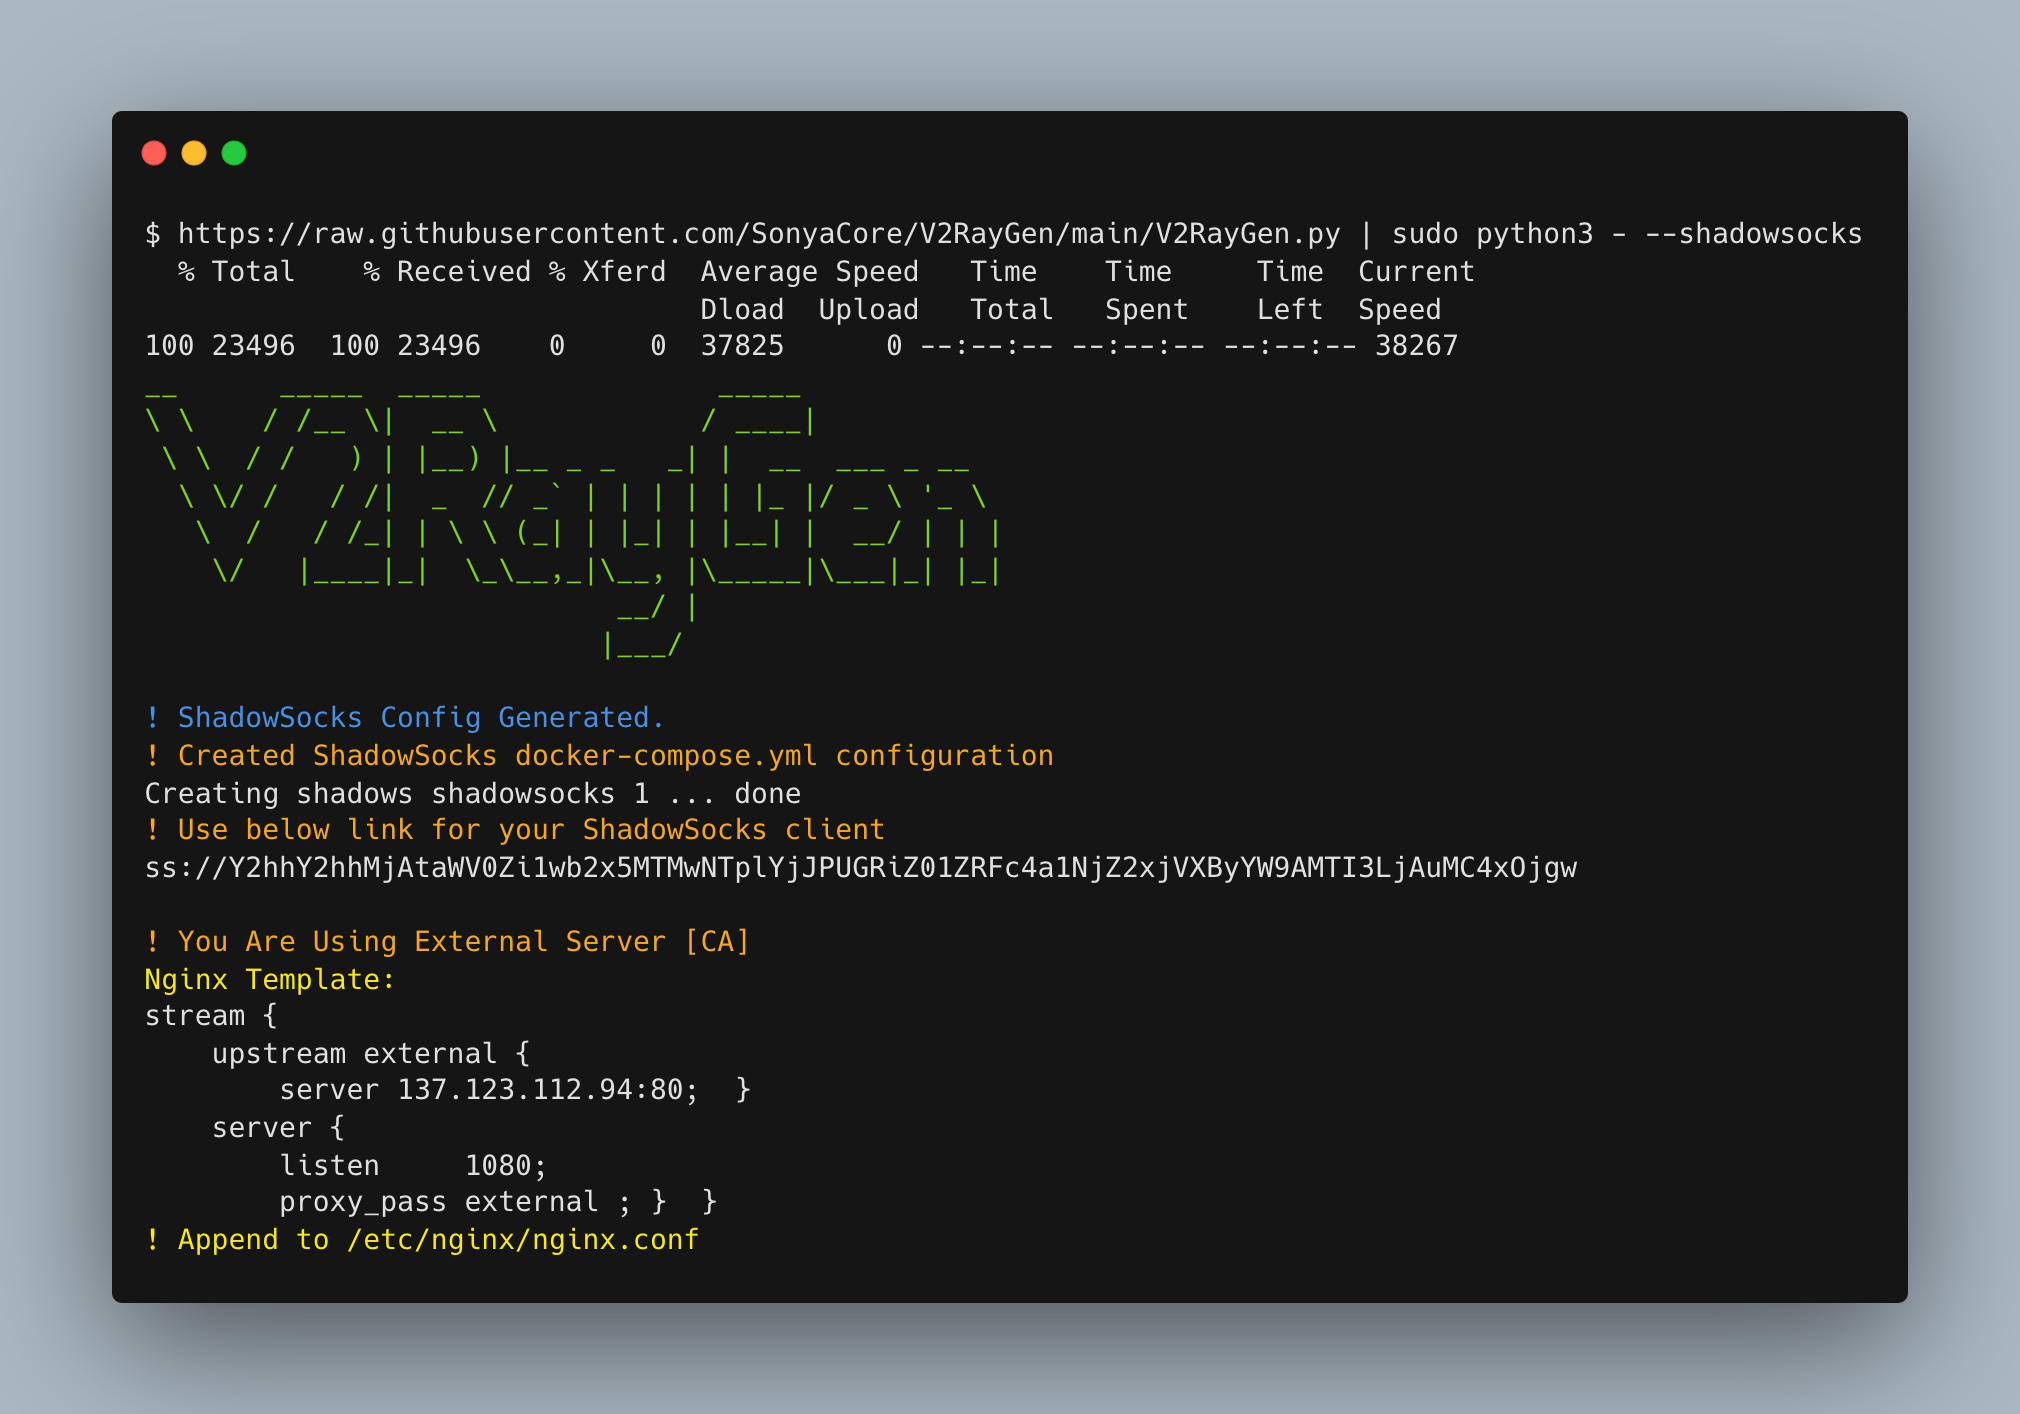 $ https://raw.githubusercontent.com/SonyaCore/V2RayGen/main/V2RayGen.py | sudo python3 - --shadowsocks
  % Total    % Received % Xferd  Average Speed   Time    Time     Time  Current
                                 Dload  Upload   Total   Spent    Left  Speed
100 23496  100 23496    0     0  37825      0 --:--:-- --:--:-- --:--:-- 38267
V2RayGen
! ShadowSocks Config Generated.
! Created ShadowSocks docker-compose.yml configuration
Creating shadows shadowsocks 1 ... done
! Use below link for your ShadowSocks client
ss://Y2hhY2hhMjAtaWV0Zi1wb2x5MTMwNTplYjJPUGRiZ01ZRFc4a1NjZ2xjVXByYW9AMTI3LjAuMC4xOjgw
! You Are Using External Server [CA]
Nginx Template:
stream {
    upstream external {
        server 137.123.112.94:80;  }
    server {
        listen     1080;
        proxy_pass external ; }  }
! Append to /etc/nginx/nginx.conf